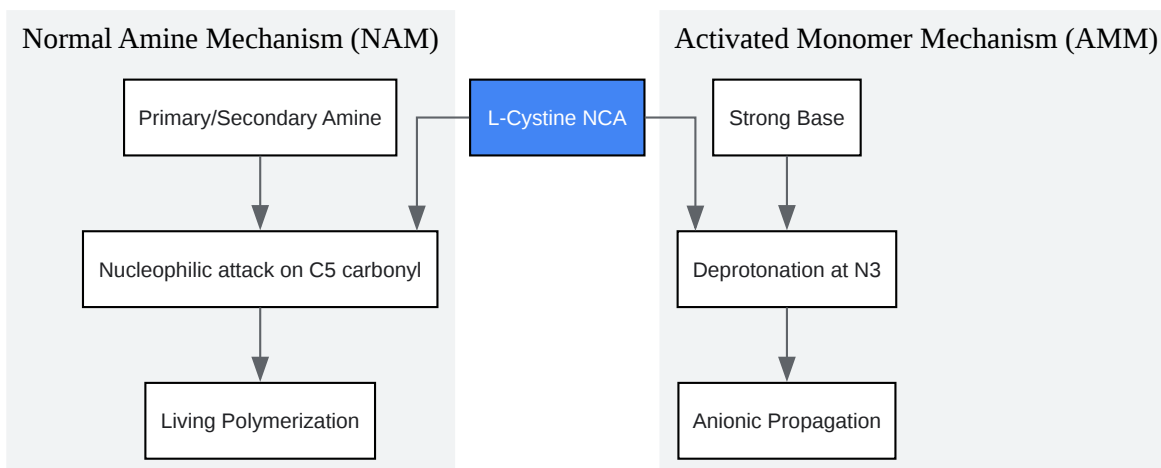 Normal Amine Mechanism (NAM)
Activated Monomer Mechanism (AMM)
Primary/Secondary Amine
L-Cystine NCA
Strong Base
Nucleophilic attack on C5 carbonyl
Deprotonation at N3
Living Polymerization
Anionic Propagation